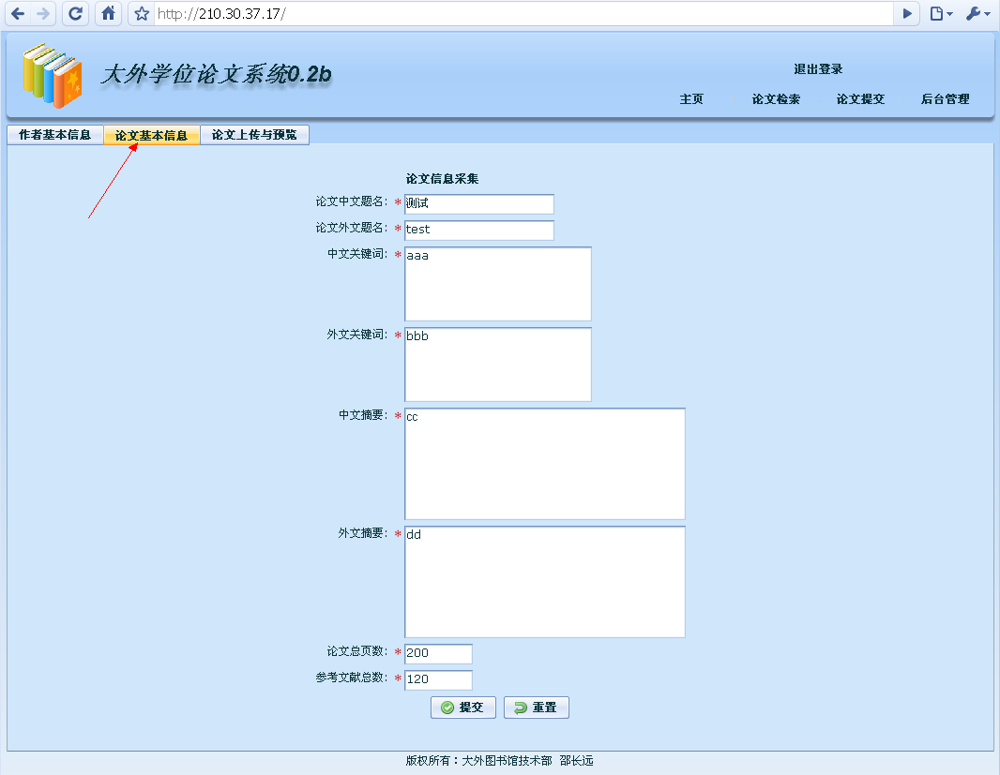 http://210.30.37.17/
大外学位论文系统0.2b
退出登录
主页 论文检索 论文提交 后台管理
作者基本信息 论文基本信息 论文上传与预览
论文信息采集
论文中文题名: * 测试
论文外文题名: * test
中文关键词: * aaa
外文关键词: * bbb
中文摘要: * cc
外文摘要: * dd
论文总页数: * 200
参考文献总数: * 120
提交 重置
版权所有：大外图书馆技术部 邵长远